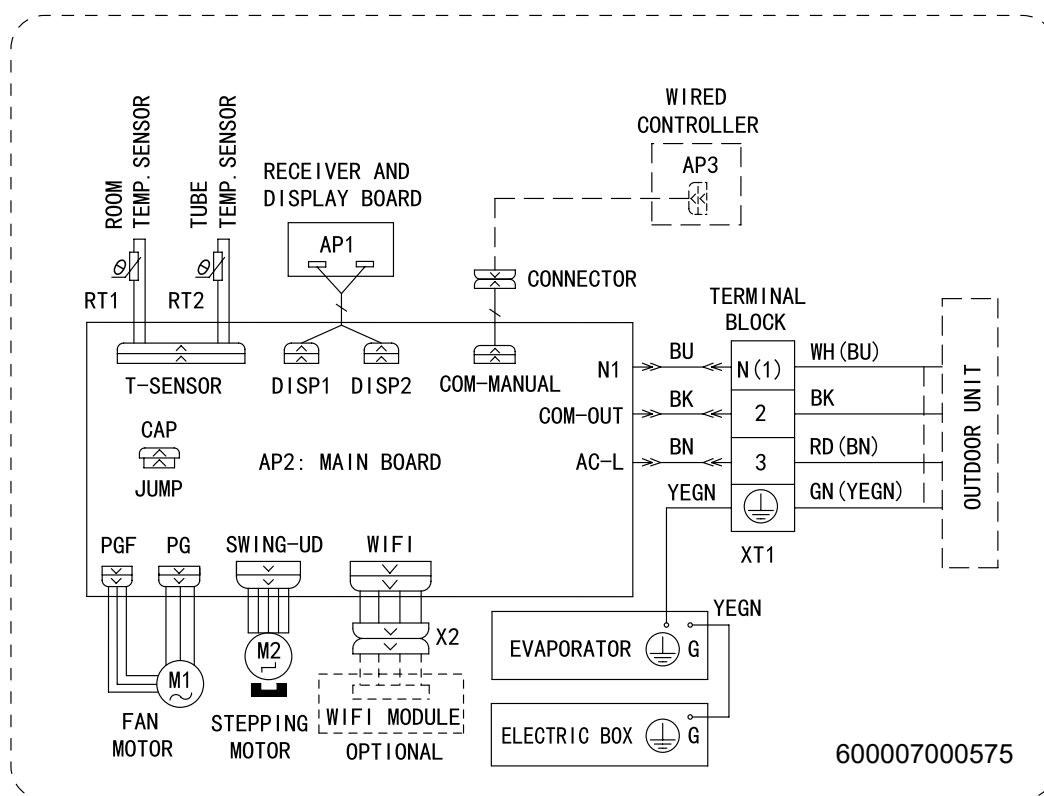 WIRED
CONTROLLER
AP3
ROOM
TEMP. SENSOR
TUBE
TEMP. SENSOR
RECEIVER AND
DISPLAY BOARD
AP1
θ
θ
RT1
RT2
CONNECTOR
TERMINAL
BLOCK
T-SENSOR
DISP1
DISP2
COM-MANUAL
N1
BU
N(1)
WH(BU)
COM-OUT
BK
2
BK
CAP
JUMP
AP2: MAIN BOARD
AC-L
BN
3
RD(BN)
YEGN
GN(YEGN)
OUTDOOR UNIT
XT1
PGF
PG
SWING-UD
WIFI
X2
M1
M2
FAN
MOTOR
STEPPING
MOTOR
WIFI MODULE
OPTIONAL
YEGN
EVAPORATOR
G
ELECTRIC BOX
G
600007000575